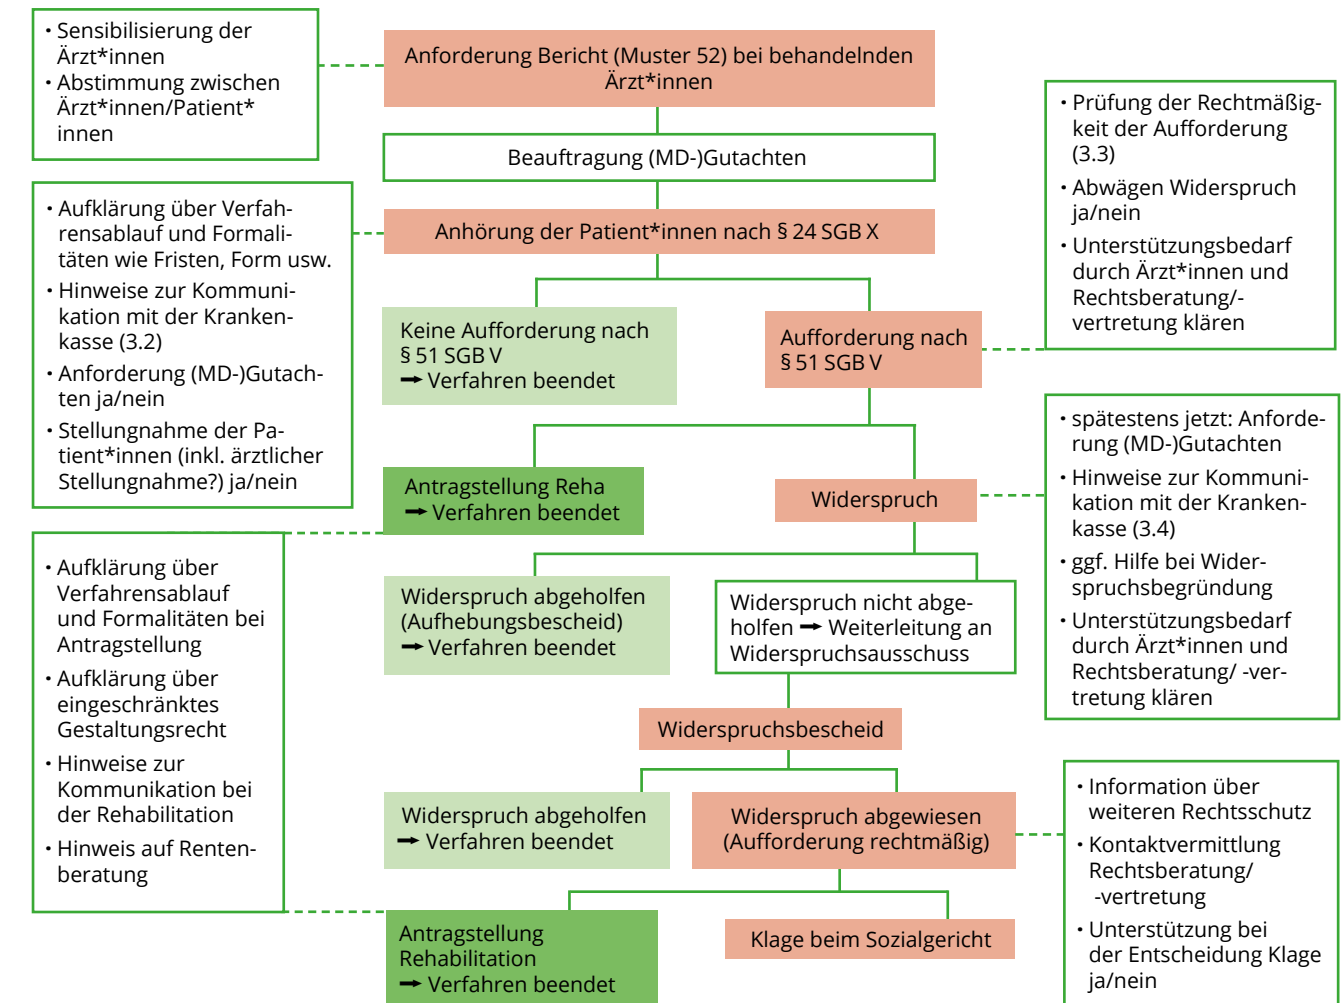 · Sensibilisierung der
Ärzt*innen
· Abstimmung zwischen
Ärzt*innen/Patient*
innen
Anforderung Bericht (Muster 52) bei behandelnden
Ärzt*innen
Beauftragung (MD-)Gutachten
· Prüfung der Rechtmäßig-
keit der Aufforderung
(3.3)
· Abwägen Widerspruch
ja/nein
· Unterstützungsbedarf
durch Ärzt*innen und
Rechtsberatung/-
vertretung klären
· Aufklärung über Verfah-
rensablauf und Formali-
täten wie Fristen, Form usw.
· Hinweise zur Kommuni-
kation mit der Kranken-
kasse (3.2)
· Anforderung (MD-)Gutach-
ten ja/nein
· Stellungnahme der Pa-
tient*innen (inkl. ärztlicher
Stellungnahme?) ja/nein
Anhörung der Patient*innen nach § 24 SGB X
Keine Aufforderung nach
§ 51 SGB V
➞ Verfahren beendet
Aufforderung nach
§ 51 SGB V
· spätestens jetzt: Anforde-
rung (MD-)Gutachten
· Hinweise zur Kommuni-
kation mit der Kranken-
kasse (3.4)
· ggf. Hilfe bei Wider-
spruchsbegründung
· Unterstützungsbedarf
durch Ärzt*innen und
Rechtsberatung/ -ver-
tretung klären
Antragstellung Reha
➞ Verfahren beendet
Widerspruch
· Aufklärung über
Verfahrensablauf
und Formalitäten bei
Antragstellung
· Aufklärung über
eingeschränktes
Gestaltungsrecht
· Hinweise zur
Kommunikation bei
der Rehabilitation
· Hinweis auf Renten-
beratung
Widerspruch abgeholfen
(Aufhebungsbescheid)
➞ Verfahren beendet
Widerspruch nicht abge-
holfen ➞ Weiterleitung an
Widerspruchsausschuss
Widerspruchsbescheid
Widerspruch abgeholfen
➞ Verfahren beendet
Widerspruch abgewiesen
(Aufforderung rechtmäßig)
· Information über
weiteren Rechtsschutz
· Kontaktvermittlung
Rechtsberatung/
-vertretung
· Unterstützung bei
der Entscheidung Klage
ja/nein
Antragstellung
Rehabilitation
➞ Verfahren beendet
Klage beim Sozialgericht